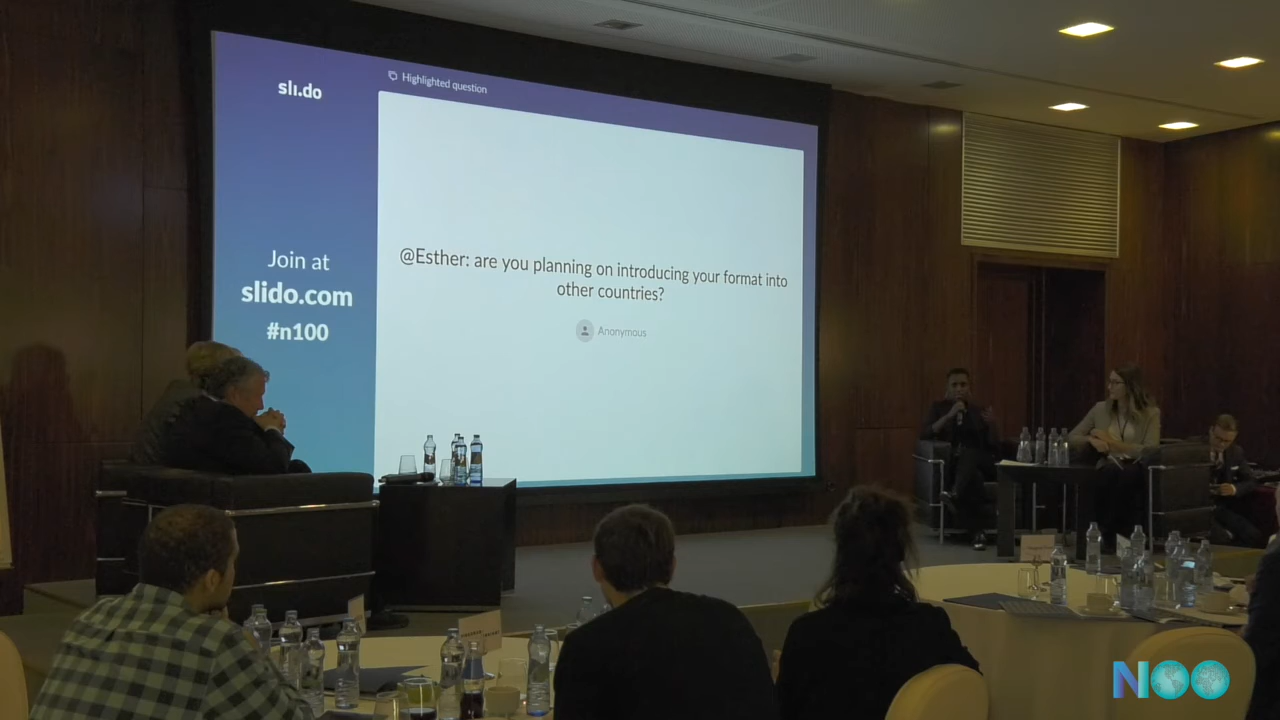 sli.do
Highlighted question
Join at
slido.com
#n100
@Esther: are you planning on introducing your format into
other countries?
Anonymous
N00